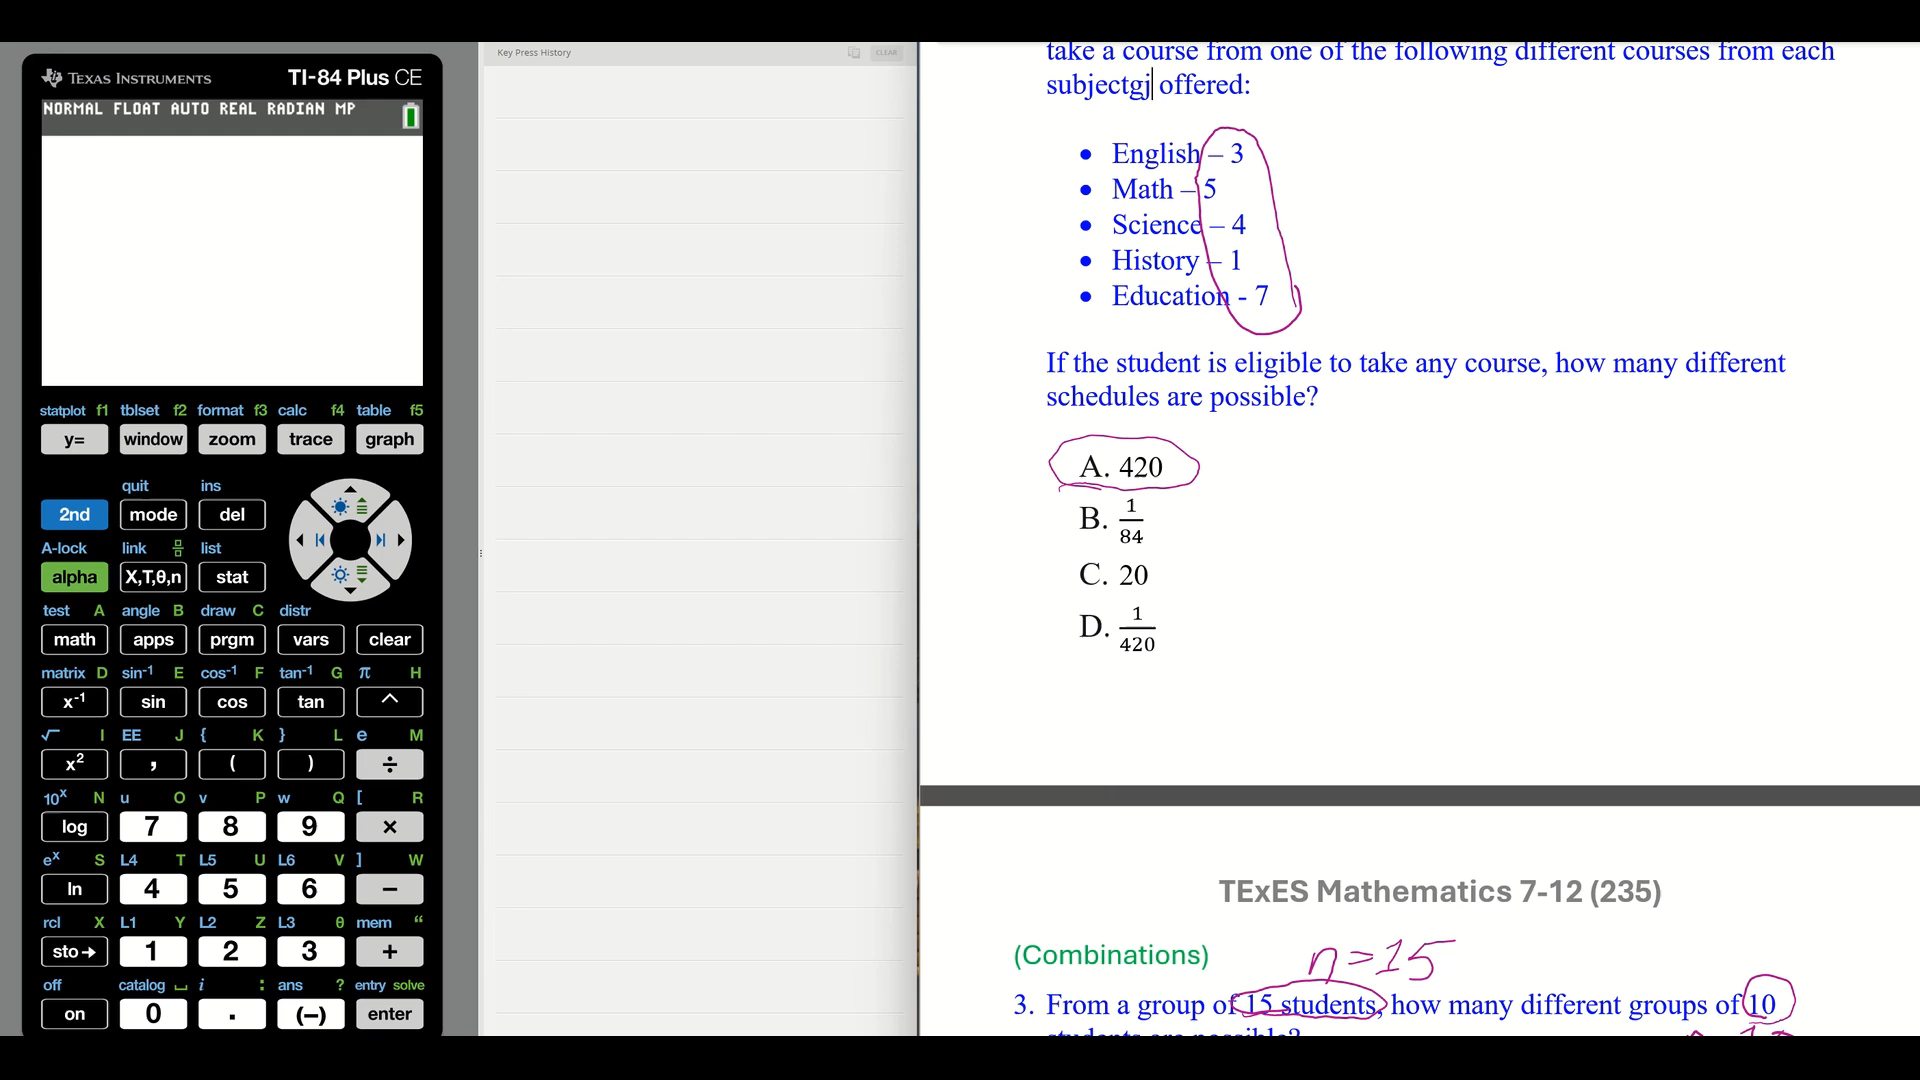 TEXAS INSTRUMENTS TI-84 Plus CE
NORMAL FLOAT AUTO REAL RADIAN MP
statplot f1 tblset f2 format f3 calc f4 table f5
y= window zoom trace graph
quit ins
2nd mode del
A-lock link list
alpha X,T,θ,n stat
test A angle B draw C distr
math apps prgm vars clear
matrix D sin⁻¹ E cos⁻¹ F tan⁻¹ G π H
x⁻¹ sin cos tan ^
√ I EE J { K } L e M
x² , ( ) ÷
10ˣ N u O v P w Q [ R
log 7 8 9 ×
eˣ S L4 T L5 U L6 V ] W
ln 4 5 6 −
rcl X L1 Y L2 Z L3 θ mem “
sto→ 1 2 3 +
off catalog ⎵ i : ans ? entry solve
on 0 . (–) enter
Key Press History CLEAR
take a course from one of the following different courses from each
subjectgj offered:
• English – 3
• Math – 5
• Science – 4
• History – 1
• Education - 7
If the student is eligible to take any course, how many different
schedules are possible?
A. 420
B. 1/84
C. 20
D. 1/420
TExES Mathematics 7-12 (235)
(Combinations) n=15
3. From a group of 15 students, how many different groups of 10
students are possible?